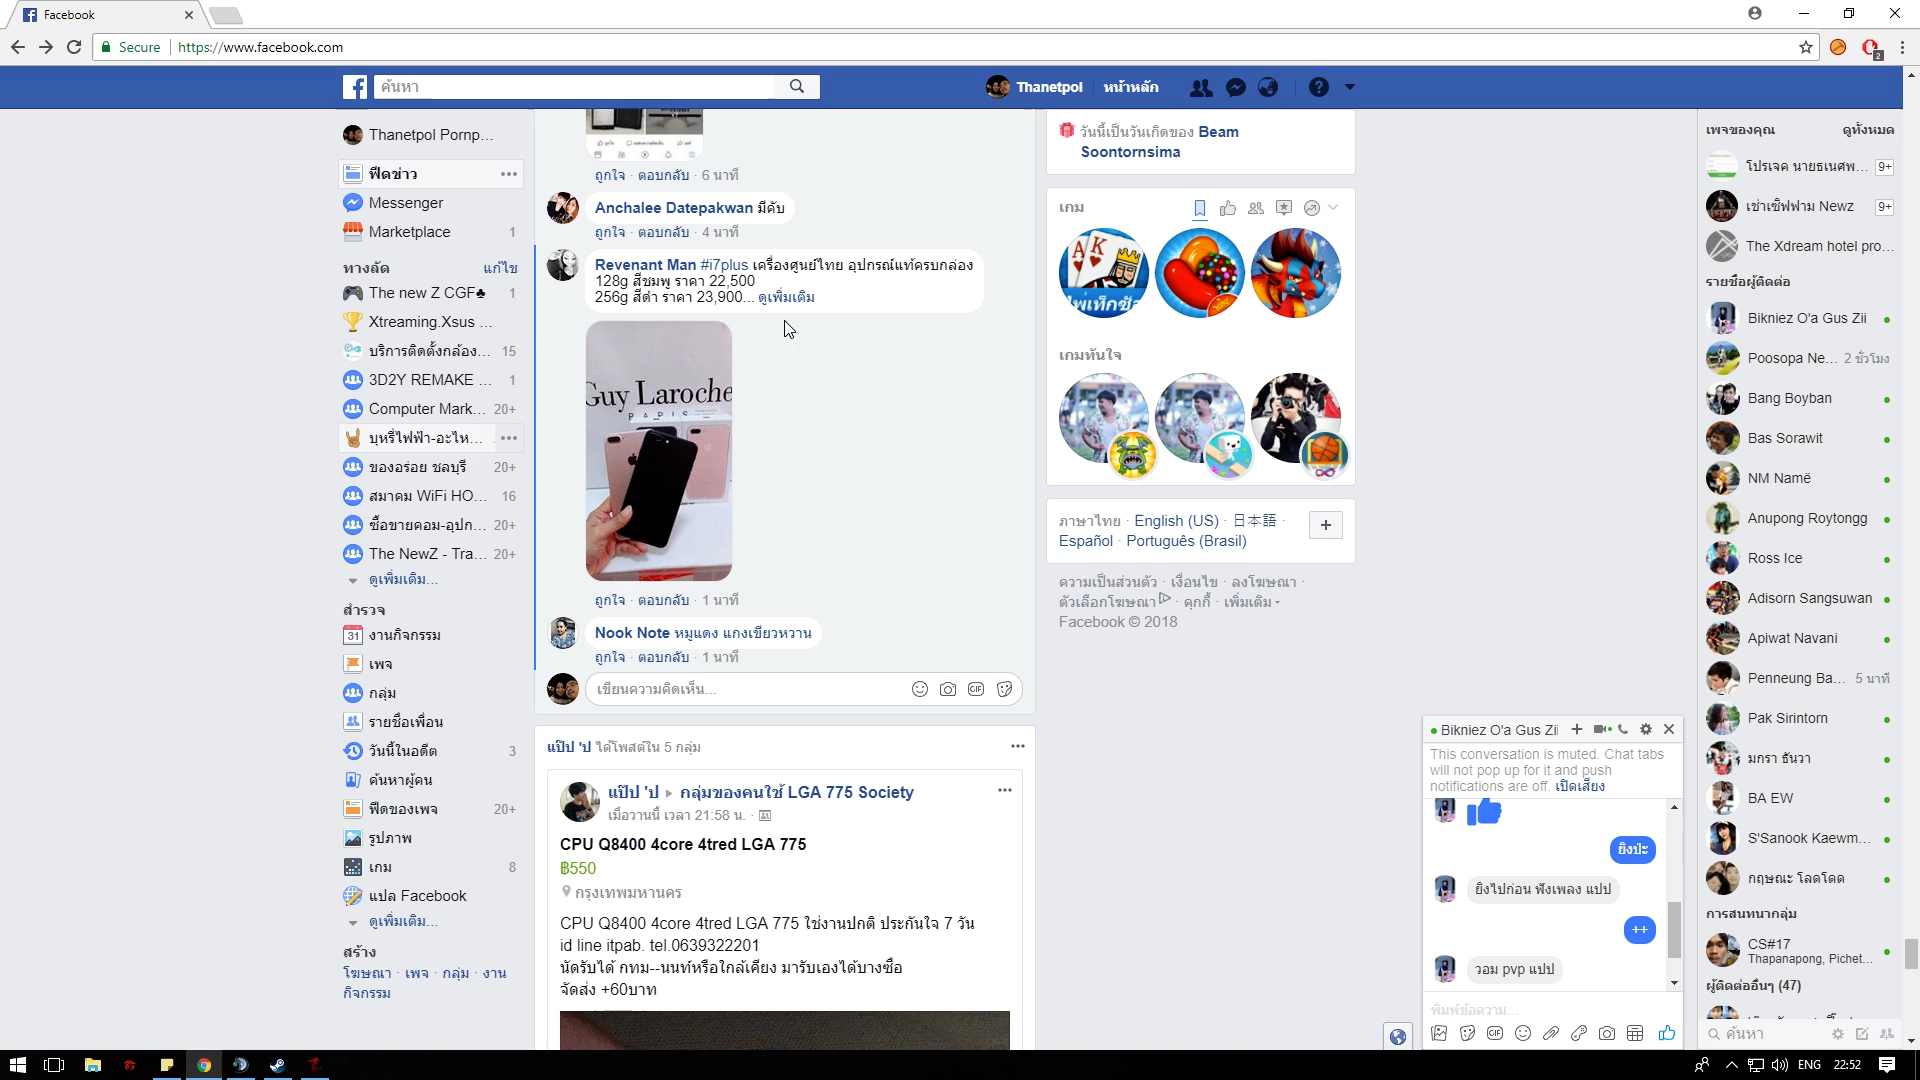 Facebook
Secure
https://www.facebook.com
ค้นหา
Thanetpol
หน้าหลัก
2
Thanetpol Pornp...
ฟีดข่าว
Messenger
Marketplace 1
ทางลัด แก้ไข
The new Z CGF♣ 1
Xtreaming.Xsus ...
บริการติดตั้งกล้อง... 15
3D2Y REMAKE ... 1
Computer Mark... 20+
บุหรี่ไฟฟ้า-อะไห...
ของอร่อย ชลบุรี 20+
สมาคม WiFi HO... 16
ซื้อขายคอม-อุปก... 20+
The NewZ - Tra... 20+
ดูเพิ่มเติม...
สำรวจ
31 งานกิจกรรม
เพจ
กลุ่ม
รายชื่อเพื่อน
วันนี้ในอดีต 3
ค้นหาผู้คน
ฟีดของเพจ 20+
รูปภาพ
เกม 8
แปล Facebook
ดูเพิ่มเติม...
สร้าง
โฆษณา · เพจ · กลุ่ม · งาน
กิจกรรม
ถูกใจ · ตอบกลับ · 6 นาที
Anchalee Datepakwan มีคับ
ถูกใจ · ตอบกลับ · 4 นาที
Revenant Man #i7plus เครื่องศูนย์ไทย อุปกรณ์แท้ครบกล่อง
128g สีชมพู ราคา 22,500
256g สีดำ ราคา 23,900... ดูเพิ่มเติม
Guy Laroche
PARIS
ถูกใจ · ตอบกลับ · 1 นาที
Nook Note หมูแดง แกงเขียวหวาน
ถูกใจ · ตอบกลับ · 1 นาที
เขียนความคิดเห็น...
GIF
แป๊ป 'ป ได้โพสต์ใน 5 กลุ่ม
แป๊ป 'ป ▸ กลุ่มของคนใช้ LGA 775 Society
เมื่อวานนี้ เวลา 21:58 น. ·
CPU Q8400 4core 4tred LGA 775
฿550
กรุงเทพมหานคร
CPU Q8400 4core 4tred LGA 775 ใช่งานปกติ ประกันใจ 7 วัน
id line itpab. tel.0639322201
นัดรับได้ กทม--นนท์หรือใกล้เคียง มารับเองได้บางซื่อ
จัดส่ง +60บาท
วันนี้เป็นวันเกิดของ Beam
Soontornsima
เกม
A K
ไพ่เท็กซัส
King
เกมทันใจ
ภาษาไทย · English (US) · 日本語 ·
Español · Português (Brasil)
+
ความเป็นส่วนตัว · เงื่อนไข · ลงโฆษณา ·
ตัวเลือกโฆษณา · คุกกี้ · เพิ่มเติม
Facebook © 2018
เพจของคุณ ดูทั้งหมด
โปรเจค นายธเนศพ... 9+
เช่าเซิฟฟาม Newz 9+
The Xdream hotel pro...
รายชื่อผู้ติดต่อ
Bikniez O'a Gus Zii
Poosopa Ne... 2 ชั่วโมง
Bang Boyban
Bas Sorawit
NM Namë
Anupong Roytongg
Ross Ice
Adisorn Sangsuwan
Apiwat Navani
Penneung Ba... 5 นาที
Pak Sirintorn
มกรา ธันวา
BA EW
S'Sanook Kaewm...
กฤษณะ โลดโดด
การสนทนากลุ่ม
CS#17
Thapanapong, Pichet...
ผู้ติดต่ออื่นๆ (47)
ค้นหา
Bikniez O'a Gus Zii
This conversation is muted. Chat tabs
will not pop up for it and push
notifications are off. เปิดเสียง
ยิงป่ะ
ยิงไปก่อน ฟังเพลง แปป
++
วอม pvp แปป
พิมพ์ข้อความ...
GIF
ENG 22:52